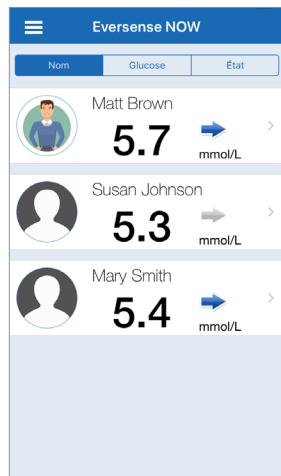 Eversense NOW
Nom Glucose État
Matt Brown
5.7
mmol/L
Susan Johnson
5.3
mmol/L
Mary Smith
5.4
mmol/L